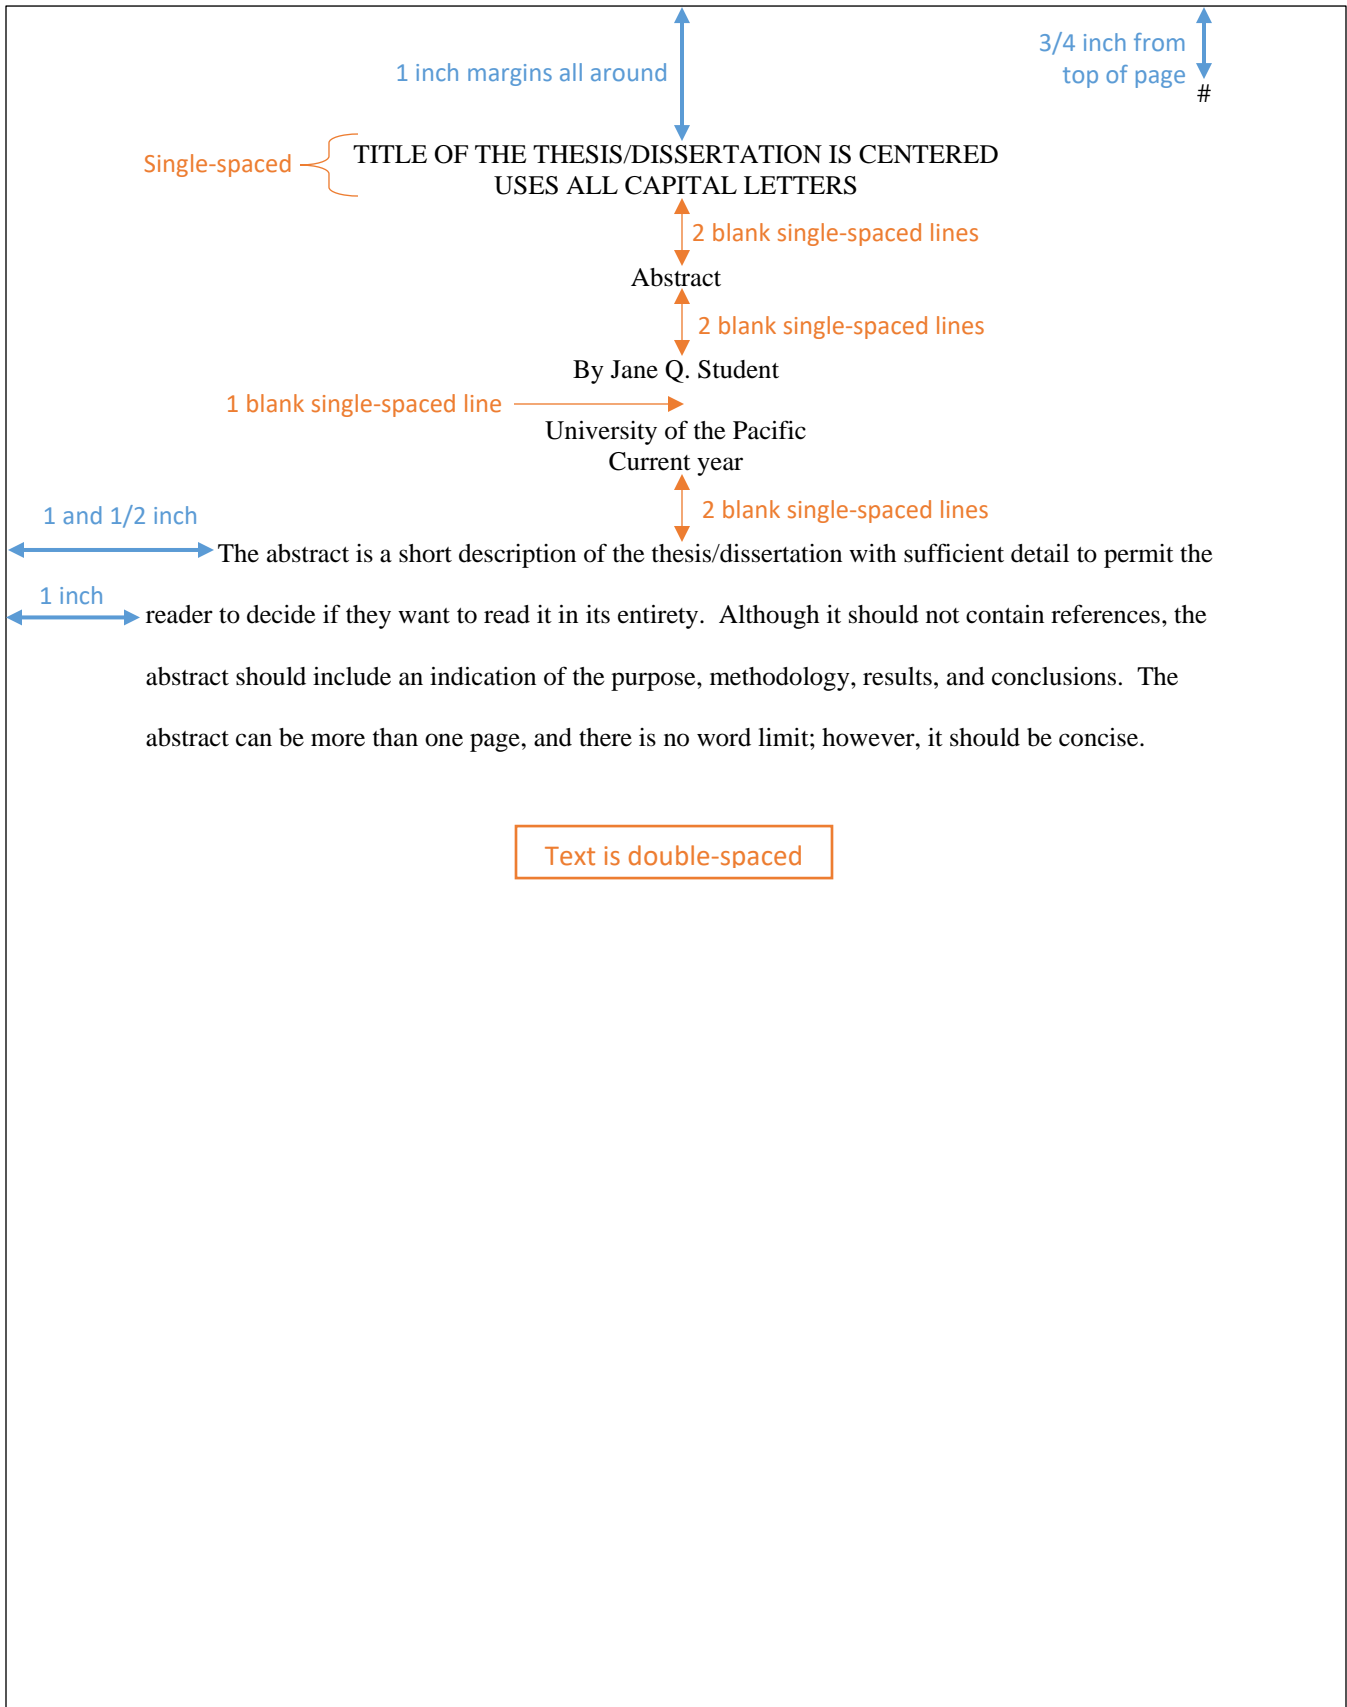 3/4 inch from
1 inch margins all around
top of page
#
Single-spaced
TITLE OF THE THESIS/DISSERTATION IS CENTERED
USES ALL CAPITAL LETTERS
2 blank single-spaced lines
Abstract
2 blank single-spaced lines
By Jane Q. Student
1 blank single-spaced line
University of the Pacific
Current year
2 blank single-spaced lines
1 and 1/2 inch
The abstract is a short description of the thesis/dissertation with sufficient detail to permit the
1 inch
reader to decide if they want to read it in its entirety.  Although it should not contain references, the
abstract should include an indication of the purpose, methodology, results, and conclusions.  The
abstract can be more than one page, and there is no word limit; however, it should be concise.
Text is double-spaced